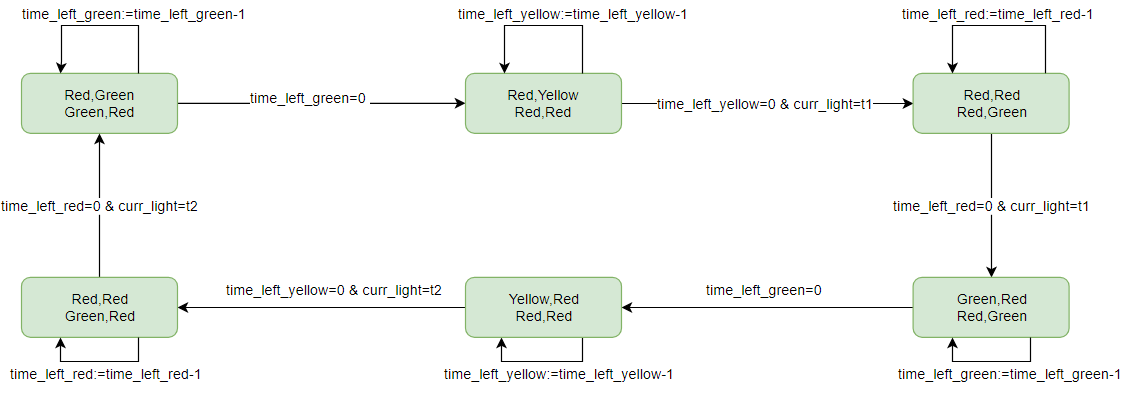 time_left_green:=time_left_green-1
time_left_yellow:=time_left_yellow-1
time_left_red:=time_left_red-1
Red,Green
Green,Red
time_left_green=0
Red,Yellow
Red,Red
time_left_yellow=0 & curr_light=t1
Red,Red
Red,Green
time_left_red=0 & curr_light=t2
time_left_red=0 & curr_light=t1
Red,Red
Green,Red
time_left_yellow=0 & curr_light=t2
Yellow,Red
Red,Red
time_left_green=0
Green,Red
Red,Green
time_left_red:=time_left_red-1
time_left_yellow:=time_left_yellow-1
time_left_green:=time_left_green-1